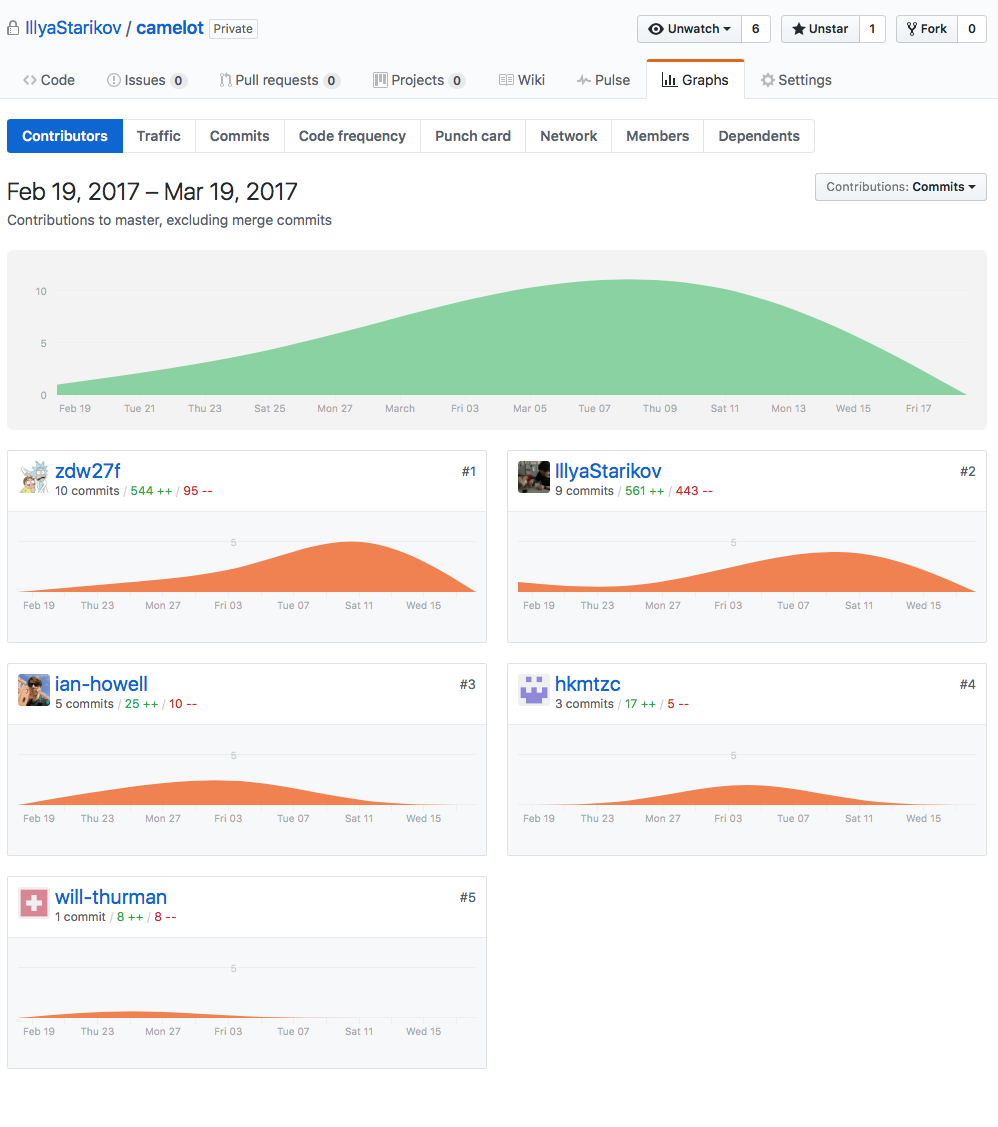 IllyaStarikov / camelot Private Unwatch 6 Unstar 1 Fork 0
Code Issues 0 Pull requests 0 Projects 0 Wiki Pulse Graphs Settings
Contributors Traffic Commits Code frequency Punch card Network Members Dependents
Feb 19, 2017 – Mar 19, 2017
Contributions: Commits
Contributions to master, excluding merge commits
10
5
0
Feb 19 Tue 21 Thu 23 Sat 25 Mon 27 March Fri 03 Mar 05 Tue 07 Thu 09 Sat 11 Mon 13 Wed 15 Fri 17
zdw27f #1
10 commits / 544 ++ / 95 --
5
Feb 19 Thu 23 Mon 27 Fri 03 Tue 07 Sat 11 Wed 15
IllyaStarikov #2
9 commits / 561 ++ / 443 --
5
Feb 19 Thu 23 Mon 27 Fri 03 Tue 07 Sat 11 Wed 15
ian-howell #3
5 commits / 25 ++ / 10 --
5
Feb 19 Thu 23 Mon 27 Fri 03 Tue 07 Sat 11 Wed 15
hkmtzc #4
3 commits / 17 ++ / 5 --
5
Feb 19 Thu 23 Mon 27 Fri 03 Tue 07 Sat 11 Wed 15
will-thurman #5
1 commit / 8 ++ / 8 --
5
Feb 19 Thu 23 Mon 27 Fri 03 Tue 07 Sat 11 Wed 15